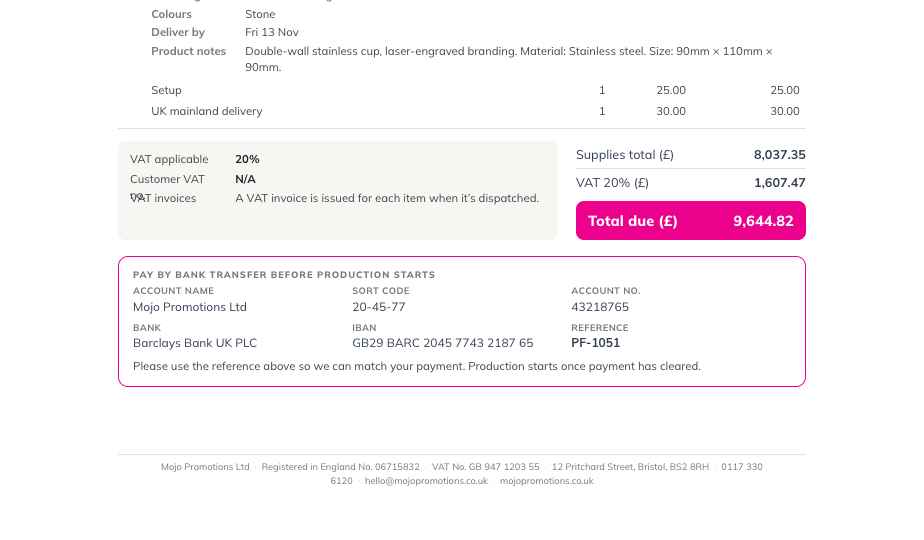 Colours Stone
Deliver by Fri 13 Nov
Product notes Double-wall stainless cup, laser-engraved branding. Material: Stainless steel. Size: 90mm × 110mm ×
90mm.
Setup 1 25.00 25.00
UK mainland delivery 1 30.00 30.00
VAT applicable 20%
Customer VAT no. N/A
VAT invoices A VAT invoice is issued for each item when it’s dispatched.
Supplies total (£) 8,037.35
VAT 20% (£) 1,607.47
Total due (£) 9,644.82
PAY BY BANK TRANSFER BEFORE PRODUCTION STARTS
ACCOUNT NAME SORT CODE ACCOUNT NO.
Mojo Promotions Ltd 20-45-77 43218765
BANK IBAN REFERENCE
Barclays Bank UK PLC GB29 BARC 2045 7743 2187 65 PF-1051
Please use the reference above so we can match your payment. Production starts once payment has cleared.
Mojo Promotions Ltd · Registered in England No. 06715832 · VAT No. GB 947 1203 55 · 12 Pritchard Street, Bristol, BS2 8RH · 0117 330
6120 · hello@mojopromotions.co.uk · mojopromotions.co.uk